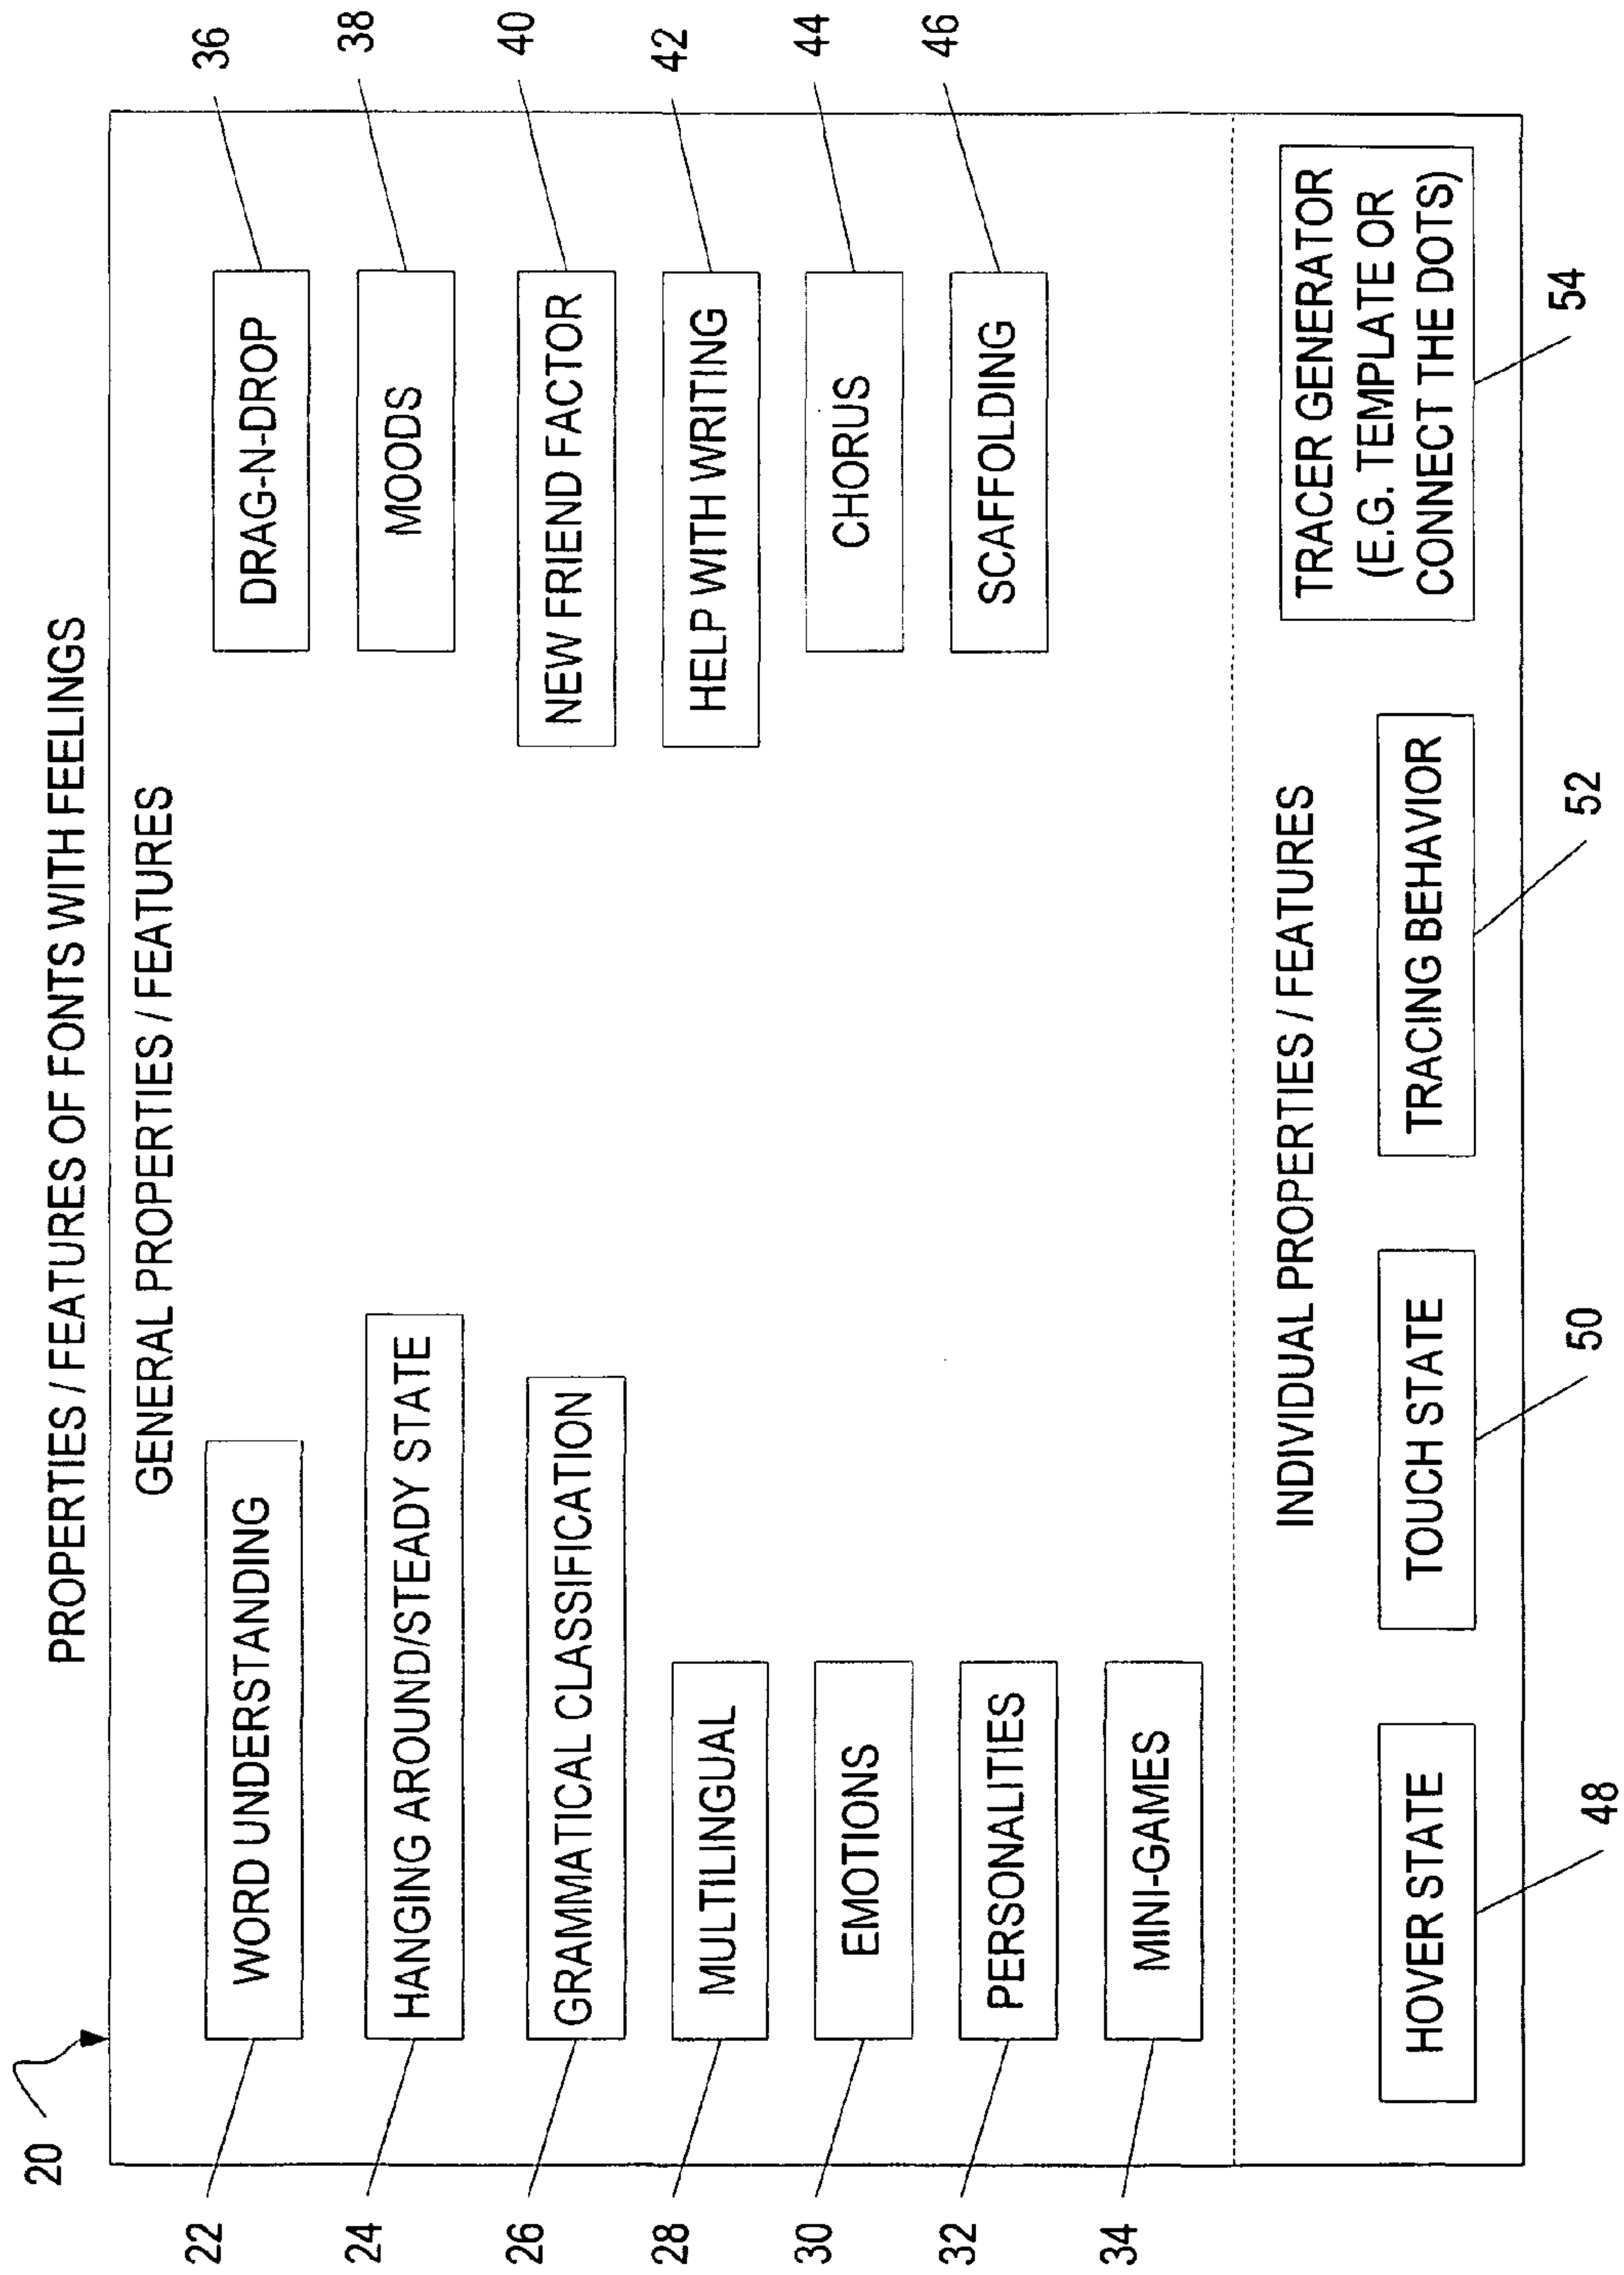 PROPERTIES / FEATURES OF FONTS WITH FEELINGS
20
GENERAL PROPERTIES / FEATURES
22
WORD UNDERSTANDING
24
HANGING AROUND/STEADY STATE
26
GRAMMATICAL CLASSIFICATION
28
MULTILINGUAL
30
EMOTIONS
32
PERSONALITIES
34
MINI-GAMES
DRAG-N-DROP
36
MOODS
38
NEW FRIEND FACTOR
40
HELP WITH WRITING
42
CHORUS
44
SCAFFOLDING
46
INDIVIDUAL PROPERTIES / FEATURES
HOVER STATE
48
TOUCH STATE
50
TRACING BEHAVIOR
52
TRACER GENERATOR
(E.G. TEMPLATE OR
CONNECT THE DOTS)
54